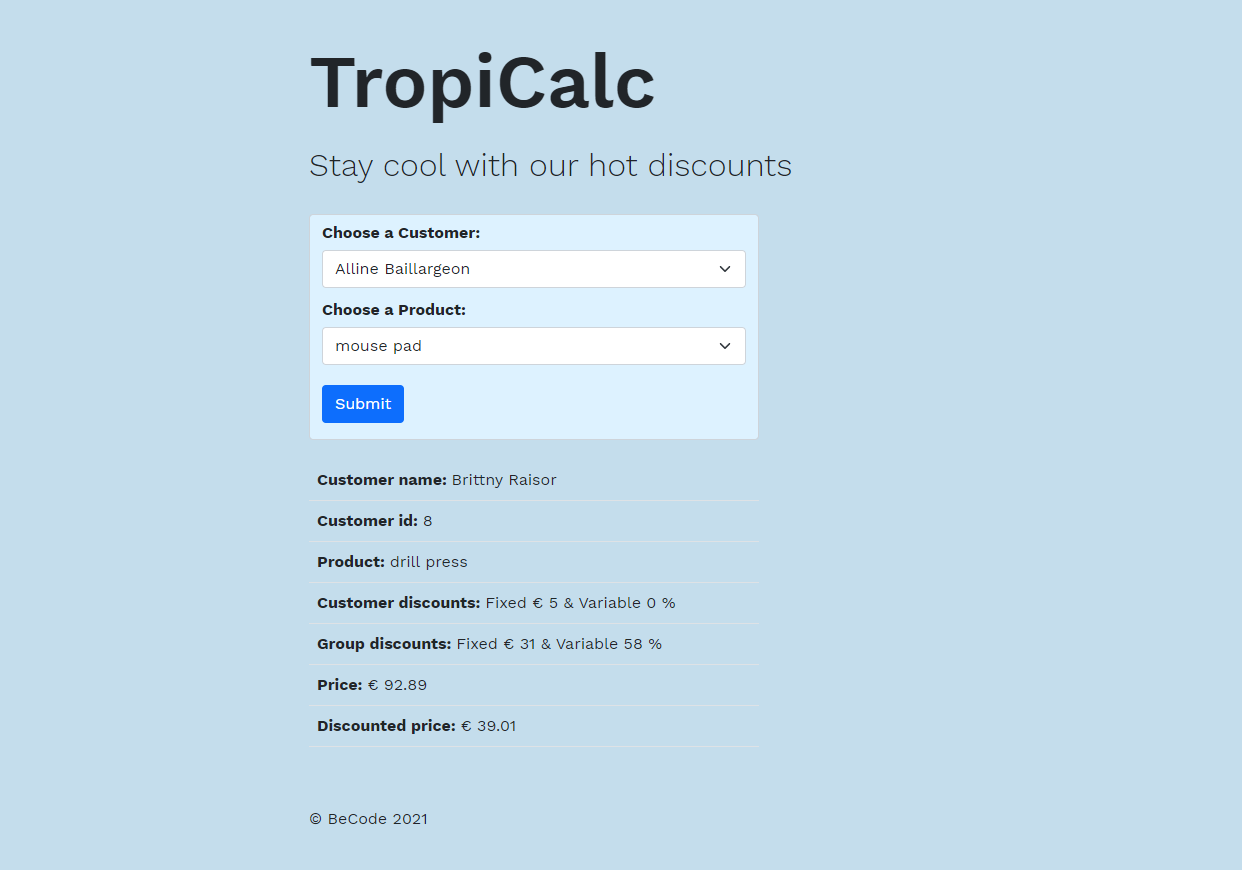 TropiCalc
Stay cool with our hot discounts
Choose a Customer:
Alline Baillargeon
Choose a Product:
mouse pad
Submit
Customer name: Brittny Raisor
Customer id: 8
Product: drill press
Customer discounts: Fixed € 5 & Variable 0 %
Group discounts: Fixed € 31 & Variable 58 %
Price: € 92.89
Discounted price: € 39.01
© BeCode 2021